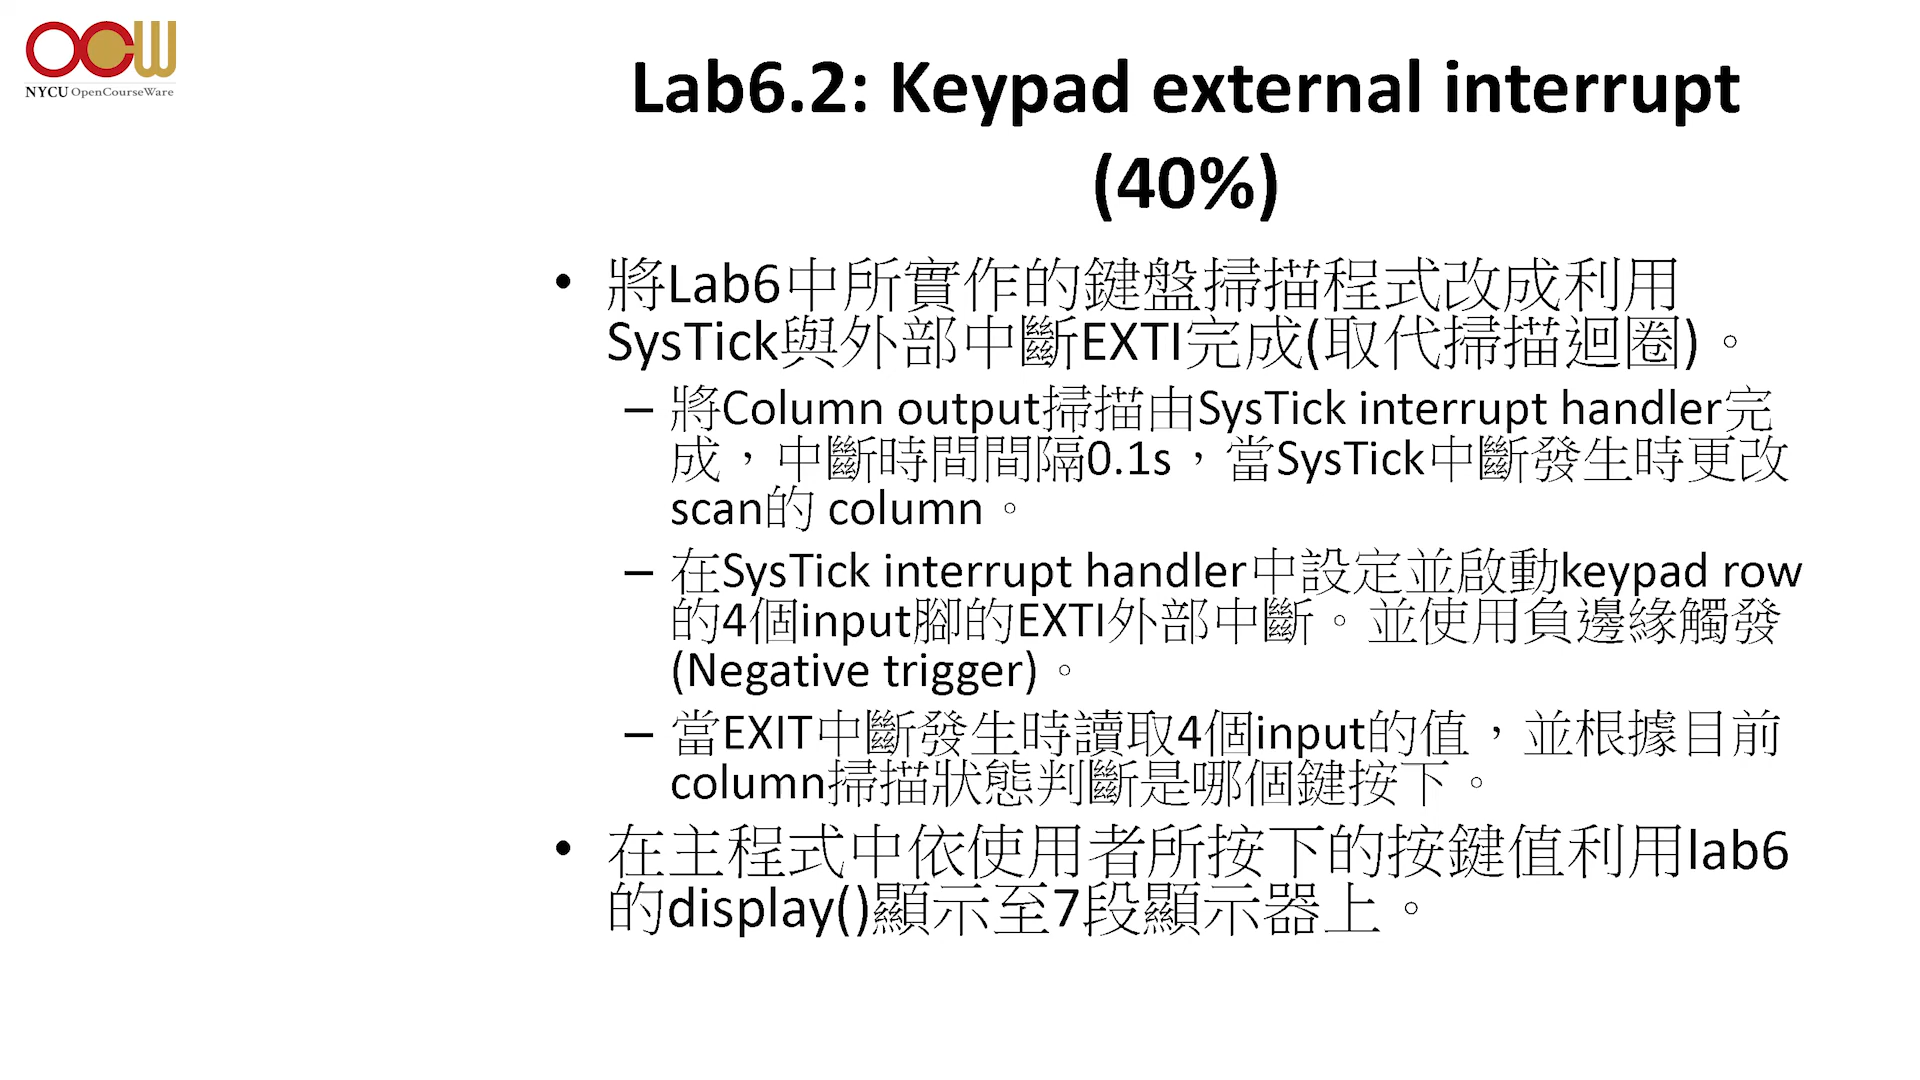 OCW
NYCU OpenCourseWare
Lab6.2: Keypad external interrupt
(40%)
• 將Lab6中所實作的鍵盤掃描程式改成利用
SysTick與外部中斷EXTI完成(取代掃描迴圈)。
– 將Column output掃描由SysTick interrupt handler完
成，中斷時間間隔0.1s，當SysTick中斷發生時更改
scan的 column。
– 在SysTick interrupt handler中設定並啟動keypad row
的4個input腳的EXTI外部中斷。並使用負邊緣觸發
(Negative trigger)。
– 當EXIT中斷發生時讀取4個input的值，並根據目前
column掃描狀態判斷是哪個鍵按下。
• 在主程式中依使用者所按下的按鍵值利用lab6
的display()顯示至7段顯示器上。